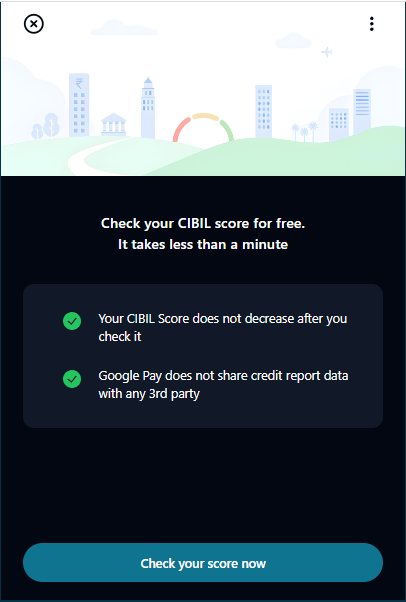 ₹
Check your CIBIL score for free.
It takes less than a minute
Your CIBIL Score does not decrease after you
check it
Google Pay does not share credit report data
with any 3rd party
Check your score now